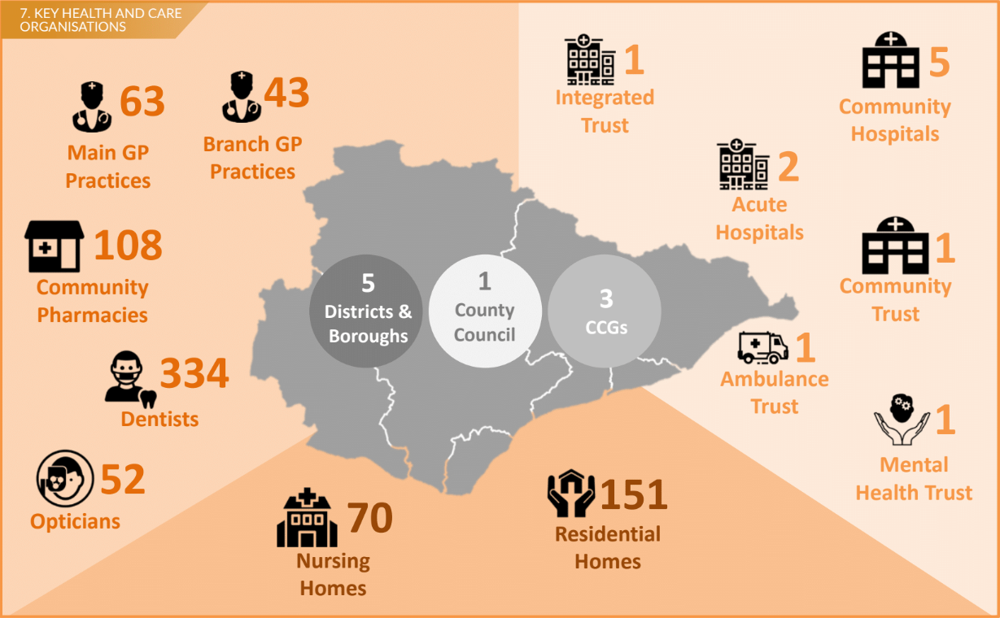 7. KEY HEALTH AND CARE
ORGANISATIONS
63
Main GP
Practices
43
Branch GP
Practices
108
Community
Pharmacies
334
Dentists
52
Opticians
1
Integrated
Trust
5
Community
Hospitals
2
Acute
Hospitals
1
Community
Trust
1
Ambulance
Trust
1
Mental
Health Trust
5
Districts &
Boroughs
1
County
Council
3
CCGs
70
Nursing
Homes
151
Residential
Homes